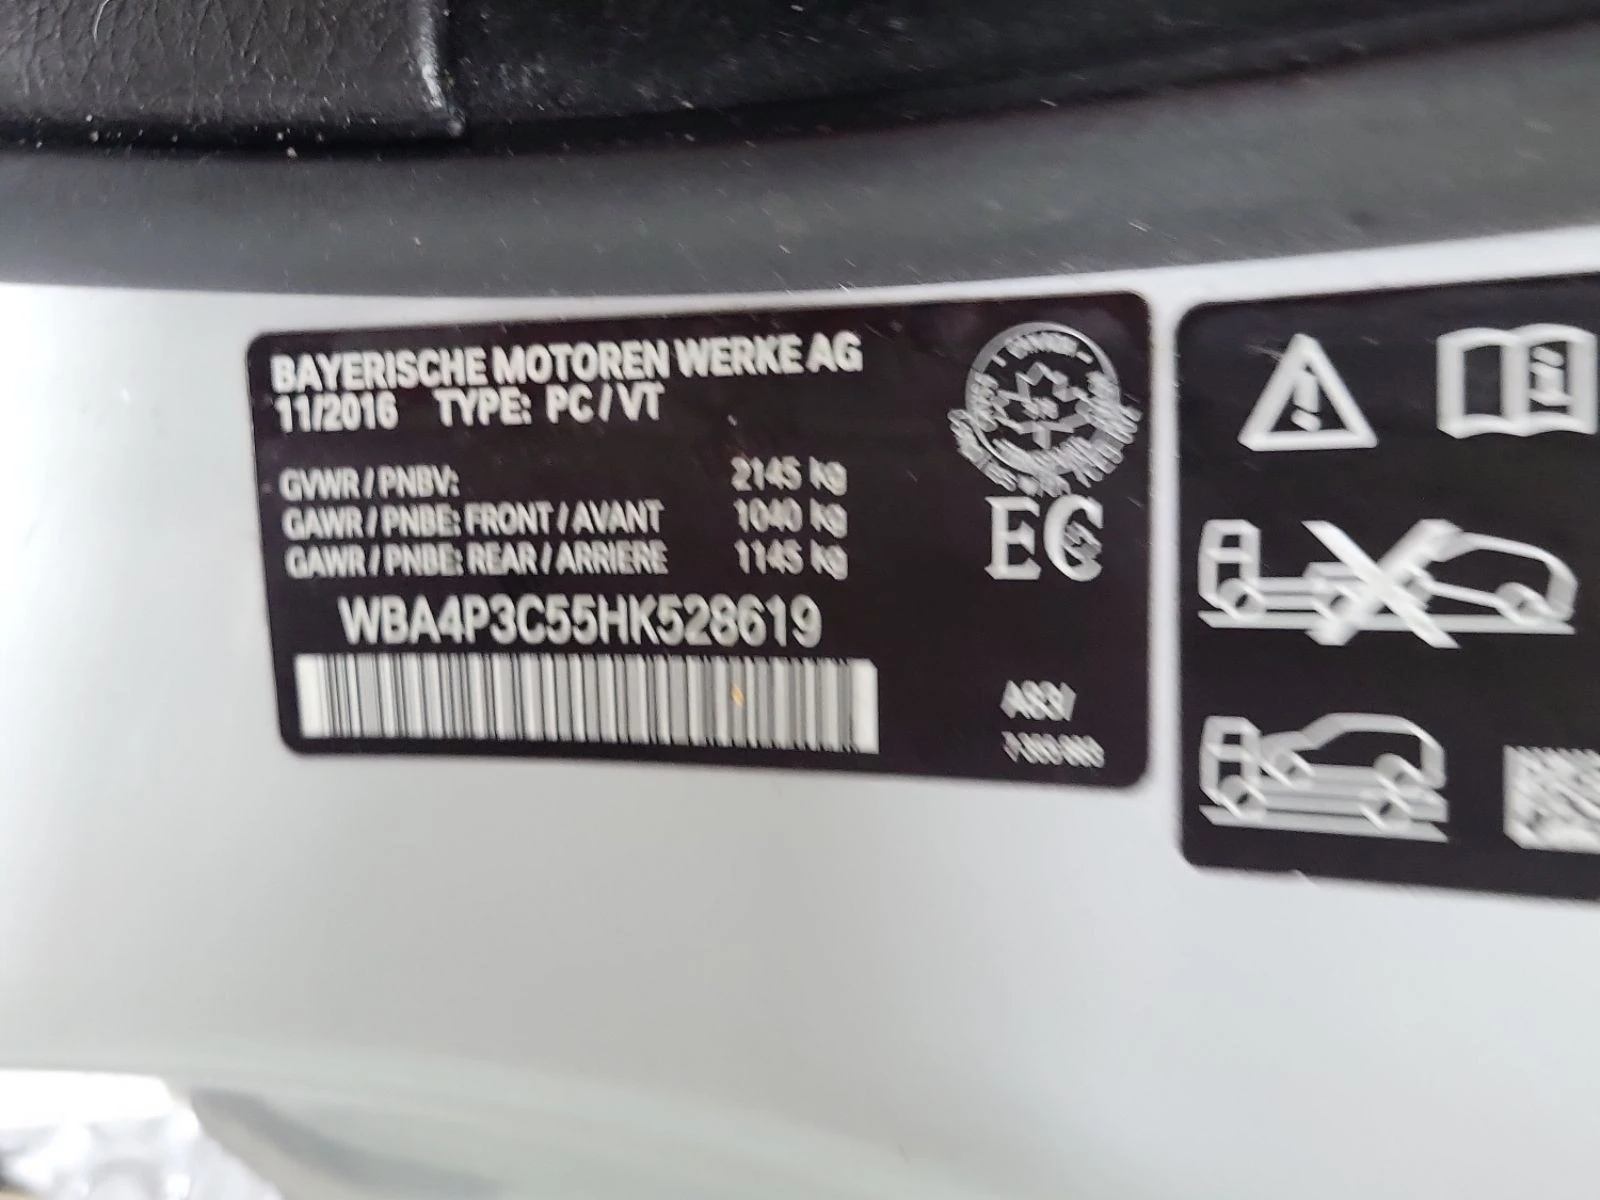 BAYERISCHE MOTOREN WERKE AG
11/2016 TYPE: PC / VT
GVWR / PNBV: 2145 kg
GAWR / PNBE: FRONT / AVANT 1040 kg
GAWR / PNBE: REAR / ARRIERE 1145 kg
WBA4P3C55HK528619
EC
A83/